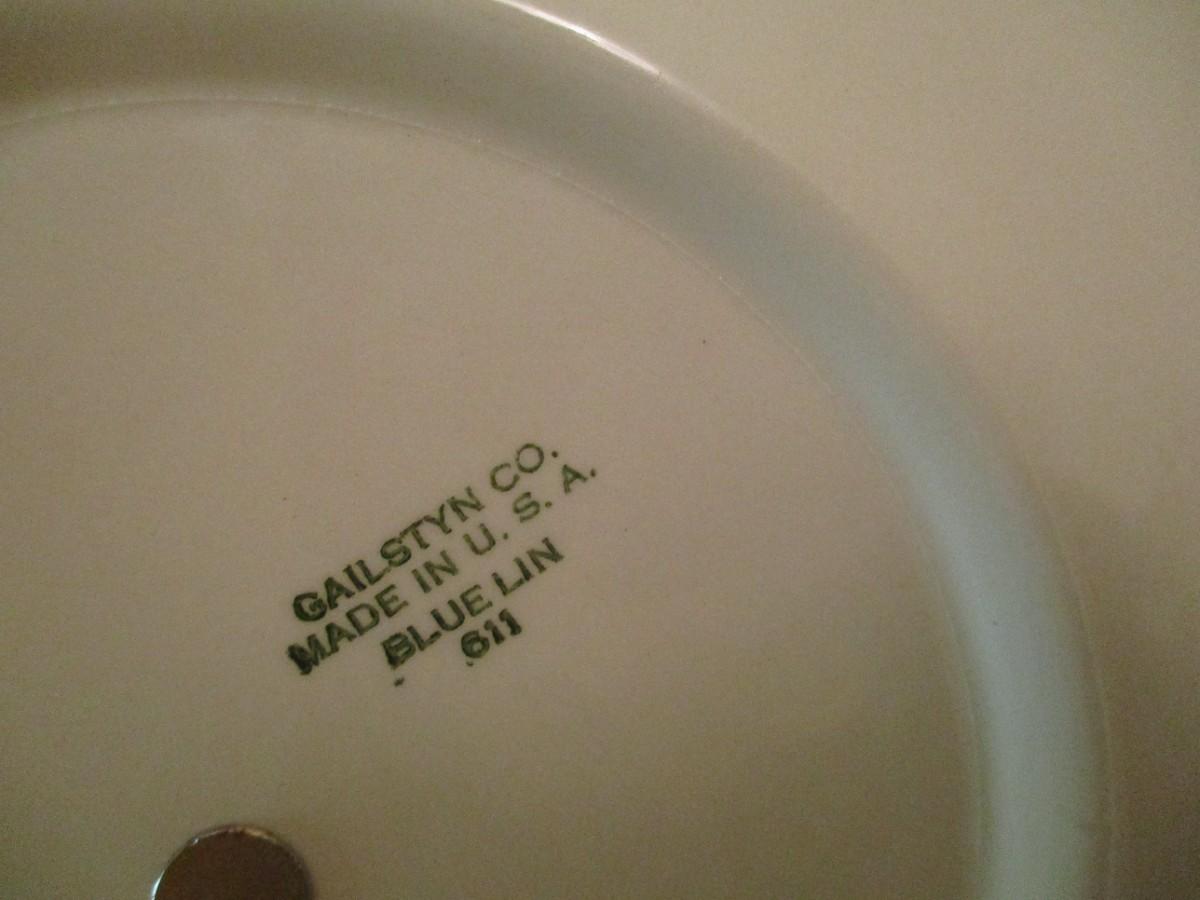 GAILSTYN CO.
MADE IN U. S. A.
BLUE LIN
611